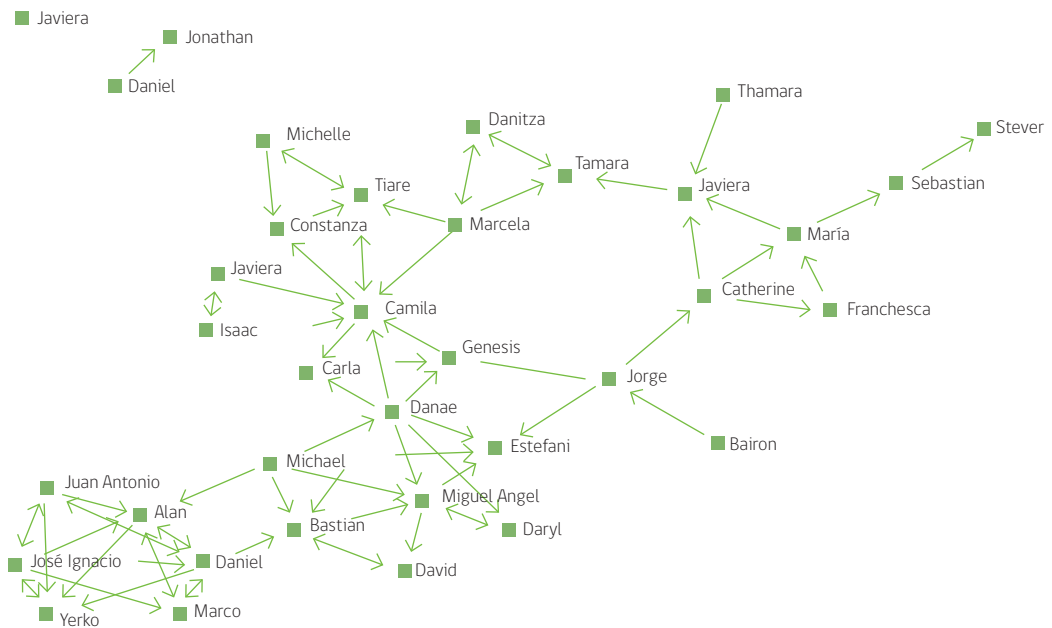 Javiera
Jonathan
Daniel
Thamara
Danitza
Stever
Michelle
Tamara
Tiare
Javiera
Sebastian
Constanza
Marcela
María
Javiera
Catherine
Camila
Franchesca
Isaac
Genesis
Carla
Jorge
Danae
Estefani
Bairon
Michael
Juan Antonio
Miguel Angel
Alan
Bastian
Daryl
José Ignacio
Daniel
David
Marco
Yerko